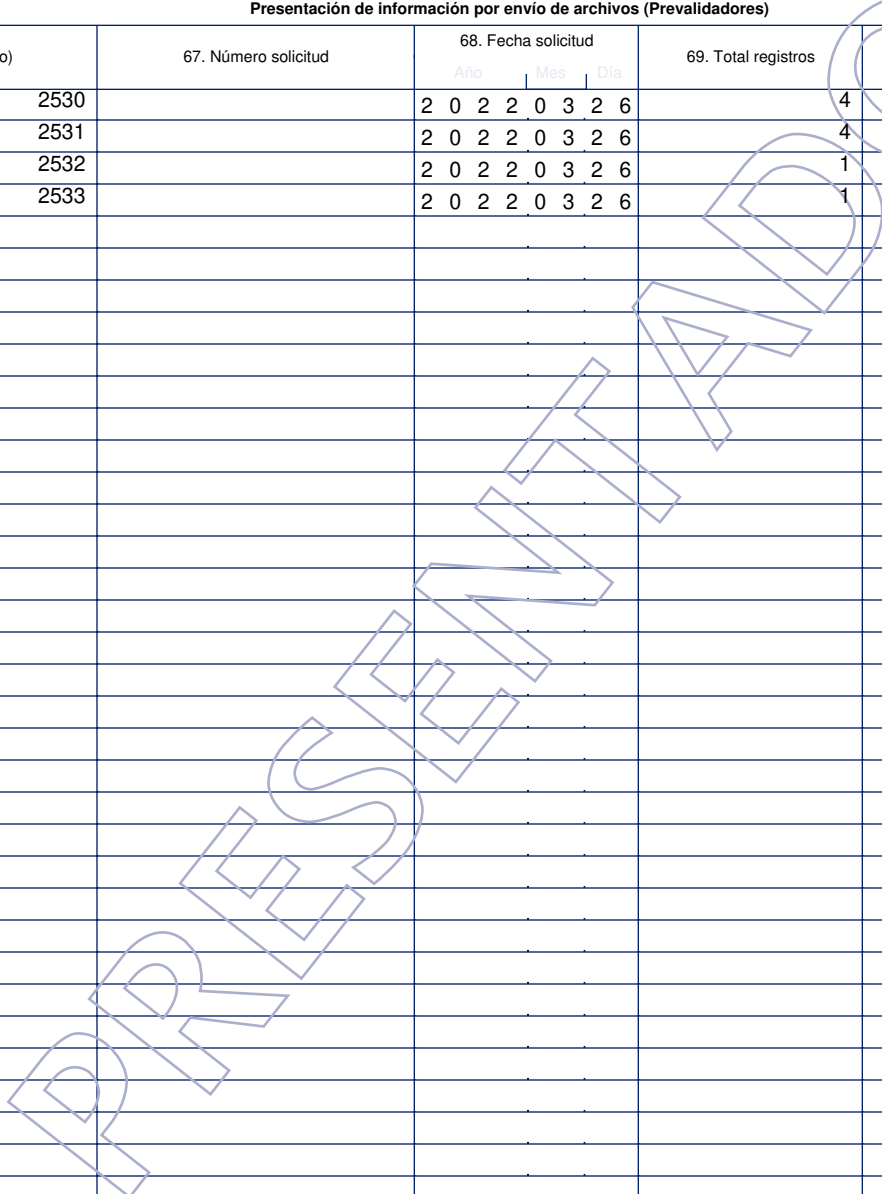 Presentación de información por envío de archivos (Prevalidadores)
o) 67. Número solicitud 68. Fecha solicitud 69. Total registros
Año Mes Día
2530 2 0 2 2 0 3 2 6 4
2531 2 0 2 2 0 3 2 6 4
2532 2 0 2 2 0 3 2 6 1
2533 2 0 2 2 0 3 2 6 1
PRESENTADO